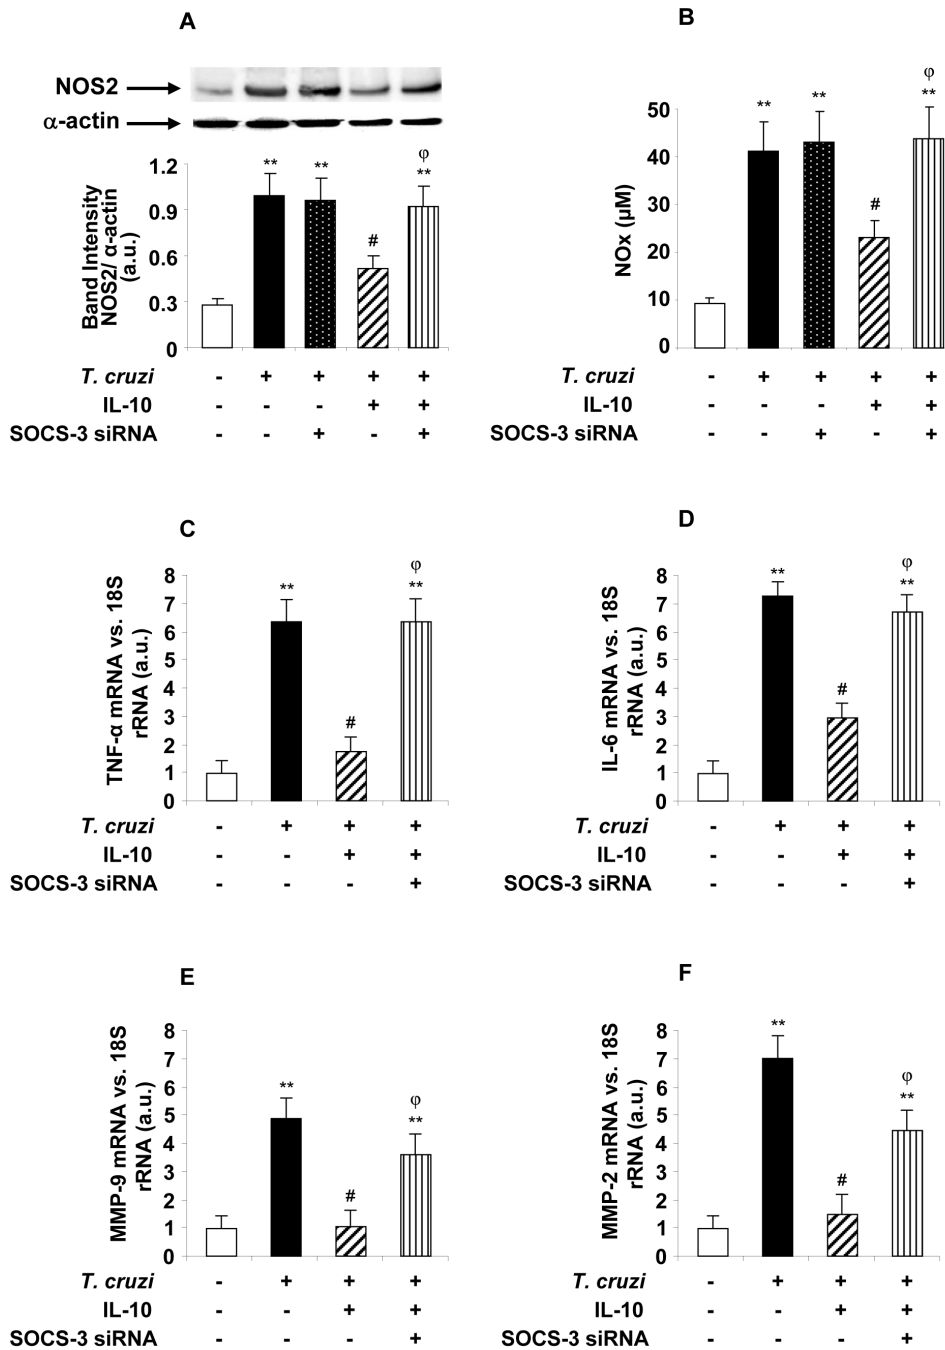 A
NOS2
α-actin
** ** # φ **
1.2
0.9
0.6
0.3
0
Band Intensity
NOS2/ α-actin
(a.u.)
T. cruzi - + + + +
IL-10 - - - + +
SOCS-3 siRNA - - + - +
B
** ** # φ **
50
40
30
20
10
0
NOx (µM)
T. cruzi - + + + +
IL-10 - - - + +
SOCS-3 siRNA - - + - +
C
** # φ **
8
7
6
5
4
3
2
1
0
TNF-α mRNA vs. 18S
rRNA (a.u.)
T. cruzi - + + +
IL-10 - - + +
SOCS-3 siRNA - - - +
D
** # φ **
8
7
6
5
4
3
2
1
0
IL-6 mRNA vs. 18S
rRNA (a.u.)
T. cruzi - + + +
IL-10 - - + +
SOCS-3 siRNA - - - +
E
** # φ **
8
7
6
5
4
3
2
1
0
MMP-9 mRNA vs. 18S
rRNA (a.u.)
T. cruzi - + + +
IL-10 - - + +
SOCS-3 siRNA - - - +
F
** # φ **
8
7
6
5
4
3
2
1
0
MMP-2 mRNA vs. 18S
rRNA (a.u.)
T. cruzi - + + +
IL-10 - - + +
SOCS-3 siRNA - - - +